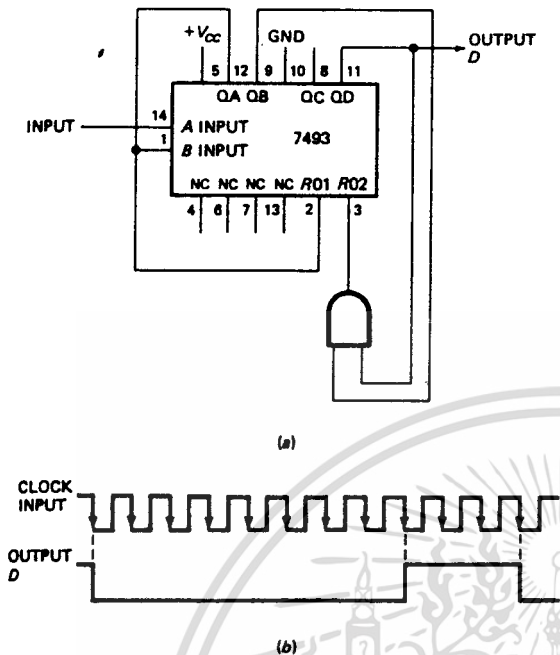 +VCC
GND
OUTPUT
D
5 12 9 10 8 11
QA QB QC QD
INPUT
14
A INPUT
7493
1
B INPUT
NC NC NC NC R01 R02
4 6 7 13 2 3
(a)
CLOCK
INPUT
OUTPUT
D
(b)